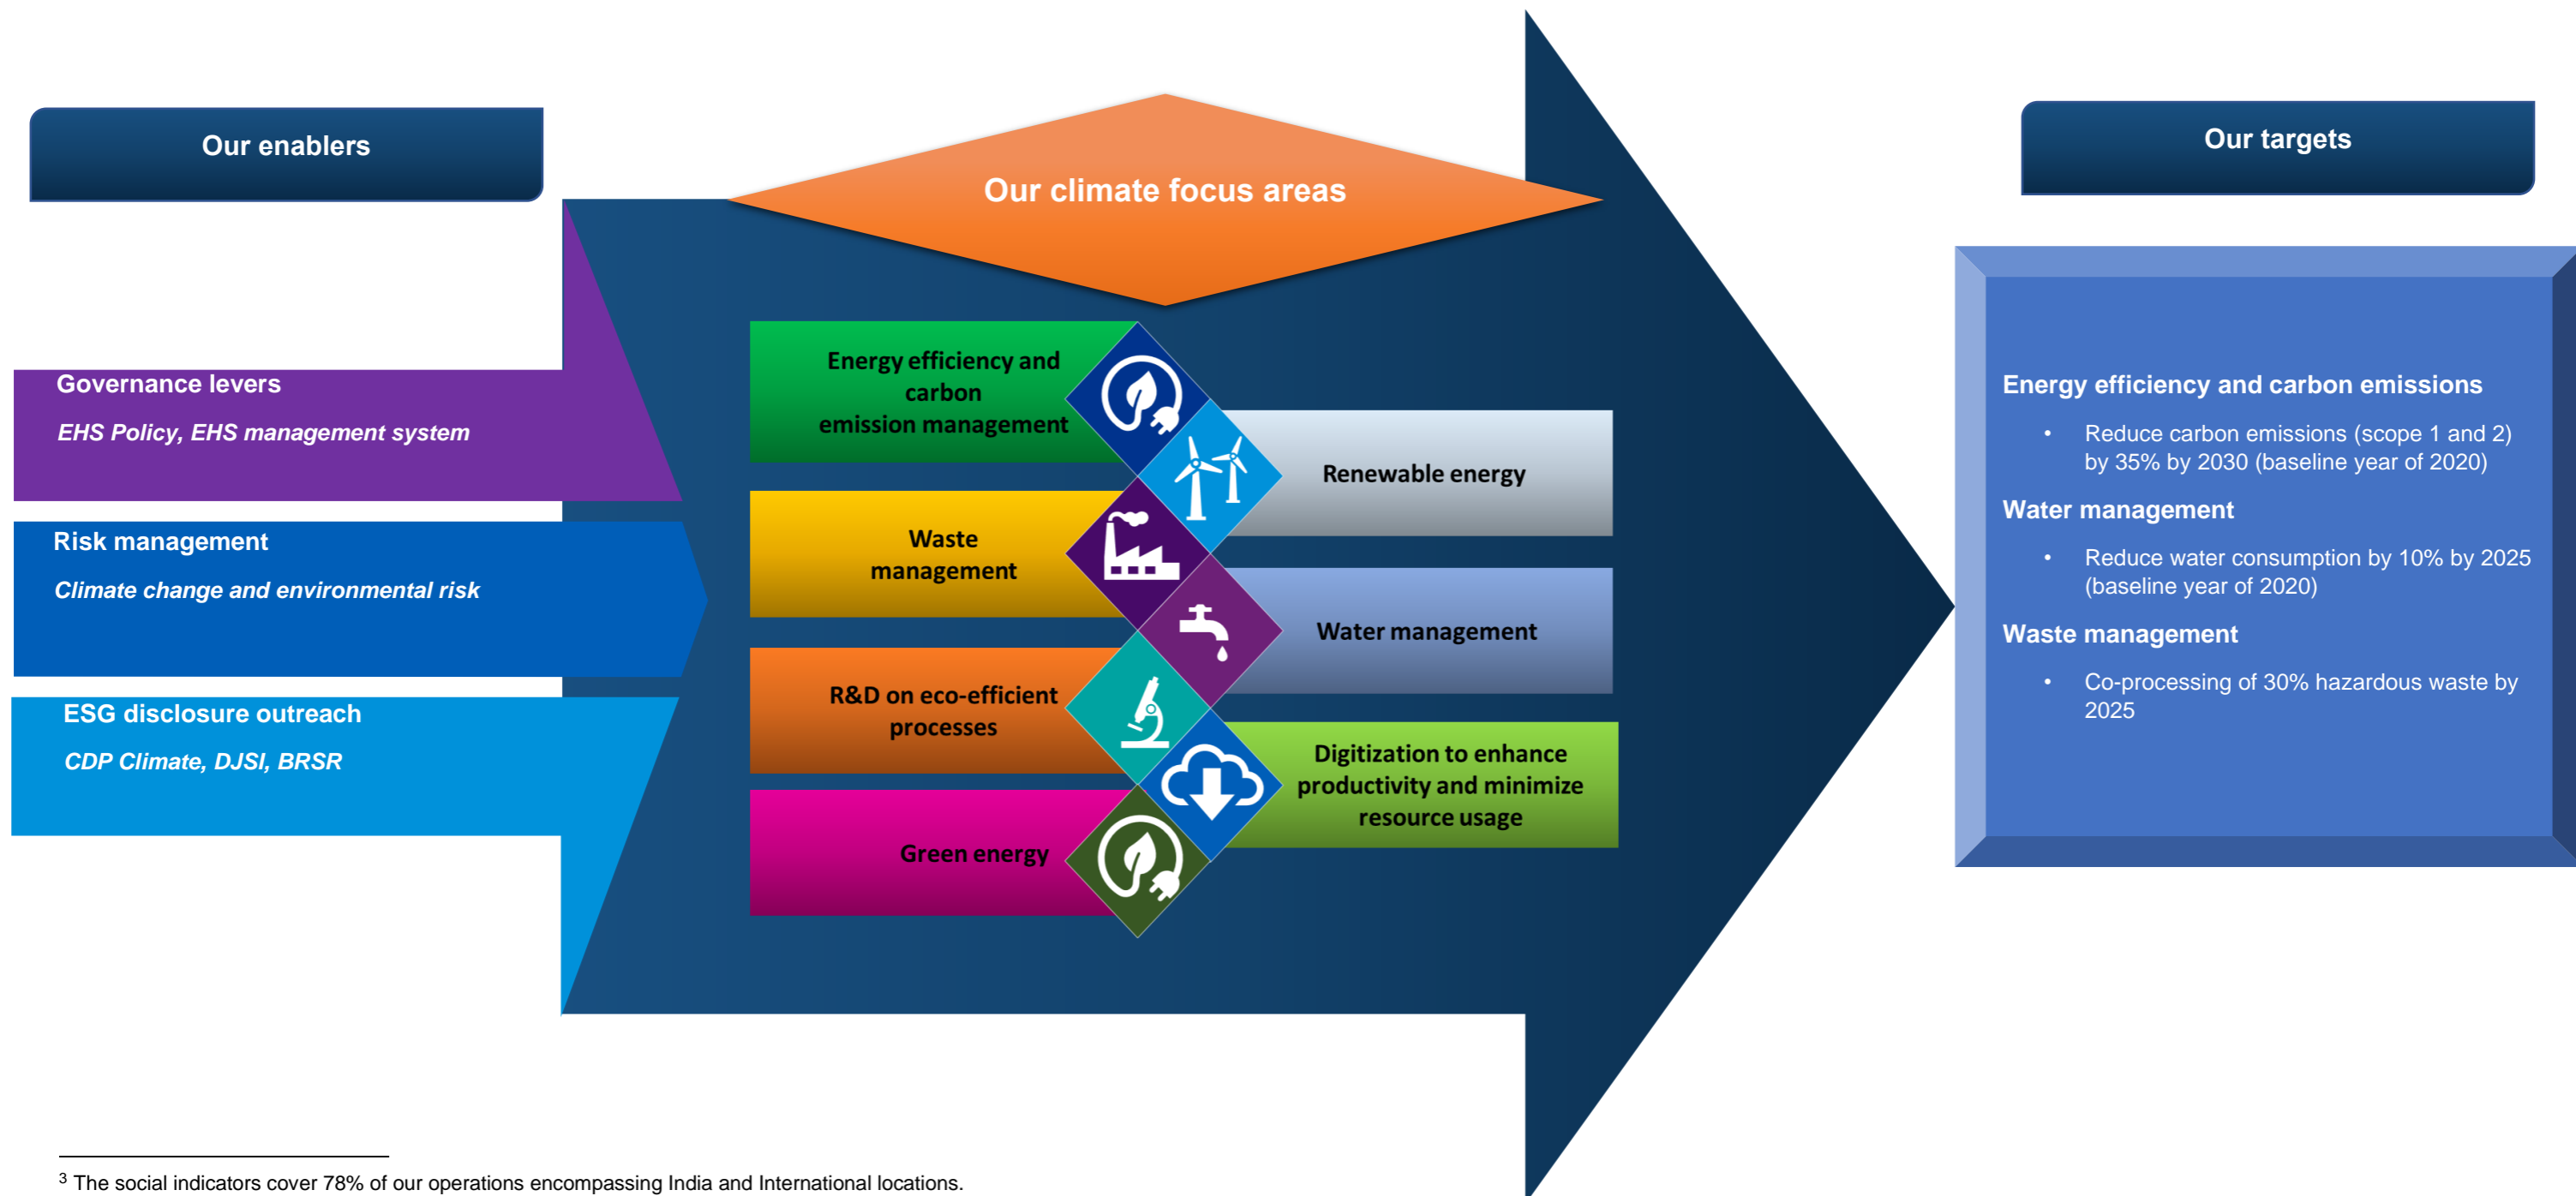 Our enablers
Our climate focus areas
Our targets
Governance levers
EHS Policy, EHS management system
Risk management
Climate change and environmental risk
ESG disclosure outreach
CDP Climate, DJSI, BRSR
Energy efficiency and
carbon
emission management
Renewable energy
Waste
management
Water management
R&D on eco-efficient
processes
Digitization to enhance
productivity and minimize
resource usage
Green energy
Energy efficiency and carbon emissions
• Reduce carbon emissions (scope 1 and 2)
by 35% by 2030 (baseline year of 2020)
Water management
• Reduce water consumption by 10% by 2025
(baseline year of 2020)
Waste management
• Co-processing of 30% hazardous waste by
2025
3 The social indicators cover 78% of our operations encompassing India and International locations.